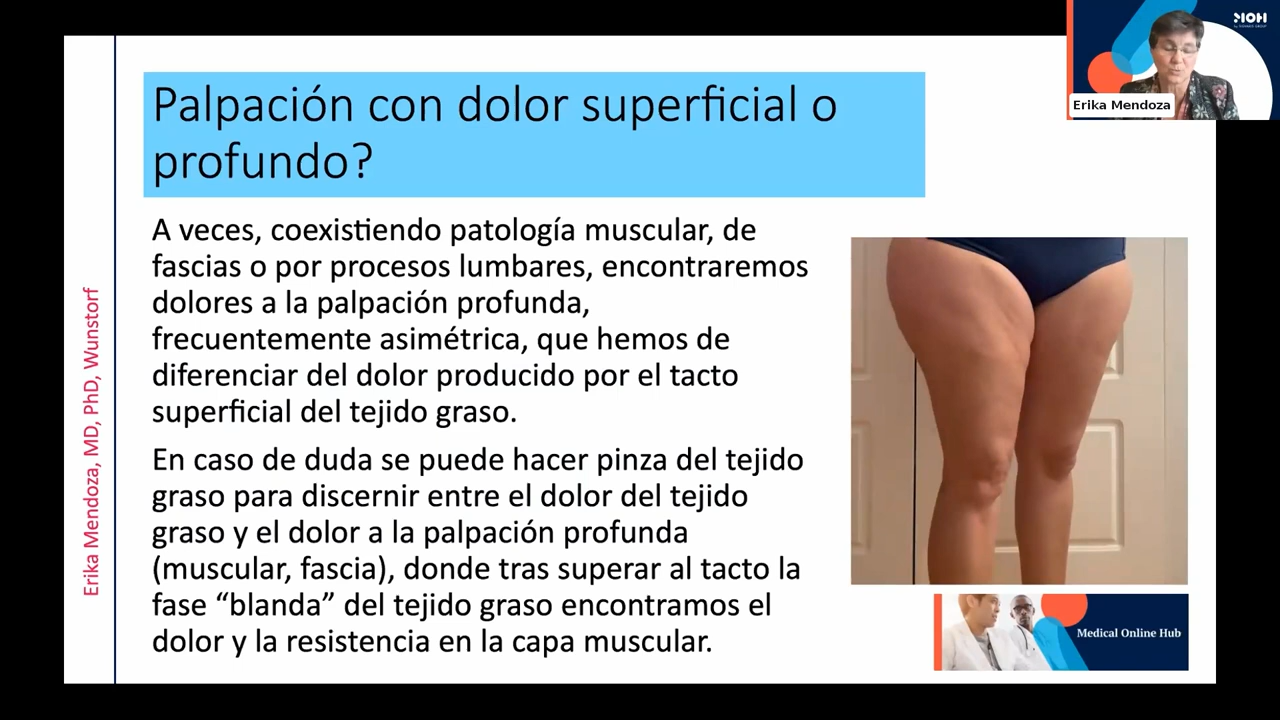 Palpación con dolor superficial o
profundo?
A veces, coexistiendo patología muscular, de
fascias o por procesos lumbares, encontraremos
dolores a la palpación profunda,
frecuentemente asimétrica, que hemos de
diferenciar del dolor producido por el tacto
superficial del tejido graso.
En caso de duda se puede hacer pinza del tejido
graso para discernir entre el dolor del tejido
graso y el dolor a la palpación profunda
(muscular, fascia), donde tras superar al tacto la
fase “blanda” del tejido graso encontramos el
dolor y la resistencia en la capa muscular.
Erika Mendoza, MD, PhD, Wunstorf
Erika Mendoza
MOH
Medical Online Hub